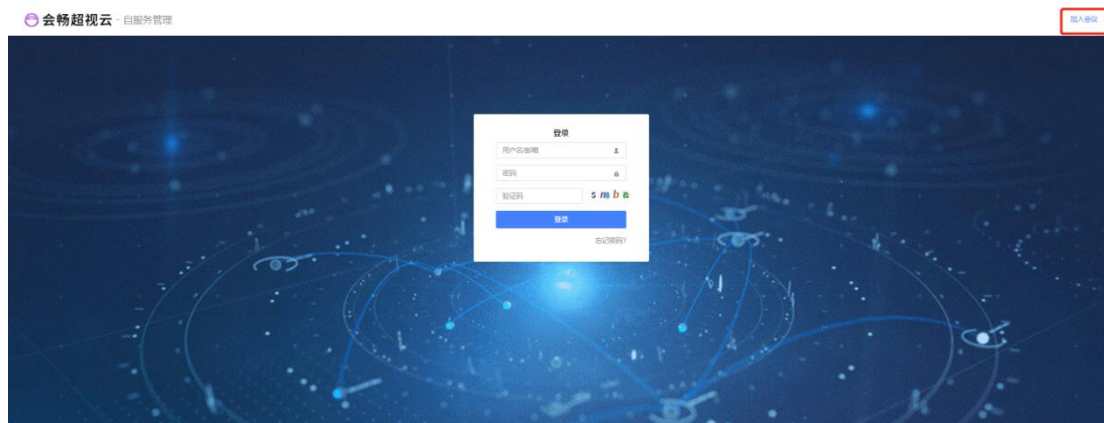 会畅超视云 · 自服务管理
加入会议
登录
用户名/邮箱
密码
验证码 s m b a
登录
忘记密码?